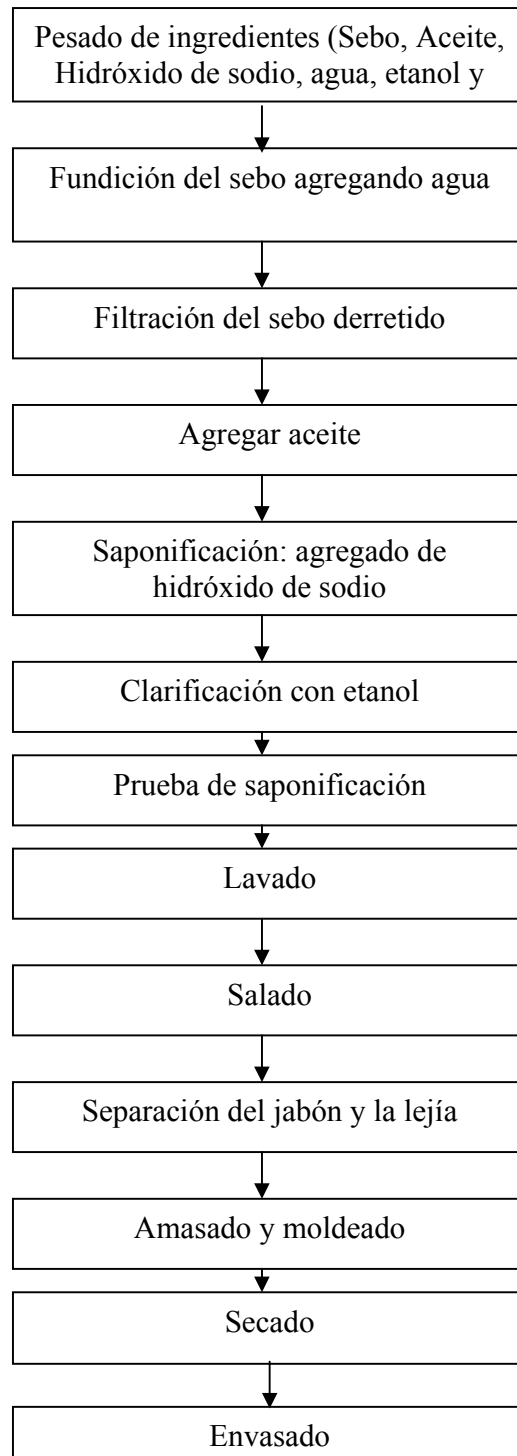 Pesado de ingredientes (Sebo, Aceite,
Hidróxido de sodio, agua, etanol y
Fundición del sebo agregando agua
Filtración del sebo derretido
Agregar aceite
Saponificación: agregado de
hidróxido de sodio
Clarificación con etanol
Prueba de saponificación
Lavado
Salado
Separación del jabón y la lejía
Amasado y moldeado
Secado
Envasado